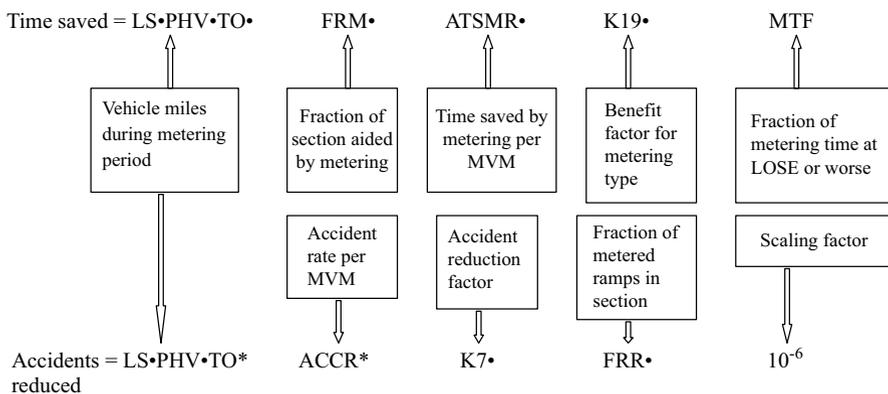 Time saved = LS•PHV•TO• FRM• ATSMR• K19• MTF
Vehicle miles
during metering
period
Fraction of
section aided
by metering
Time saved by
metering per
MVM
Benefit
factor for
metering
type
Fraction of
metering time at
LOSE or worse
Accident
rate per
MVM
Accident
reduction
factor
Fraction of
metered
ramps in
section
Scaling factor
Accidents = LS•PHV•TO* ACCR* K7• FRR• 10⁻⁶
reduced